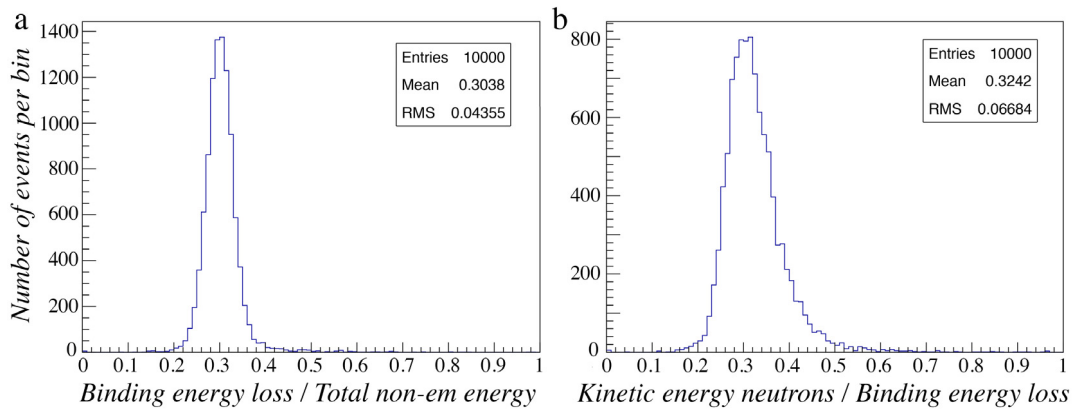 a
Number of events per bin
1400
1200
1000
800
600
400
200
0
0 0.1 0.2 0.3 0.4 0.5 0.6 0.7 0.8 0.9 1
Binding energy loss / Total non-em energy
Entries 10000
Mean 0.3038
RMS 0.04355
b
800
600
400
200
0
0 0.1 0.2 0.3 0.4 0.5 0.6 0.7 0.8 0.9 1
Kinetic energy neutrons / Binding energy loss
Entries 10000
Mean 0.3242
RMS 0.06684